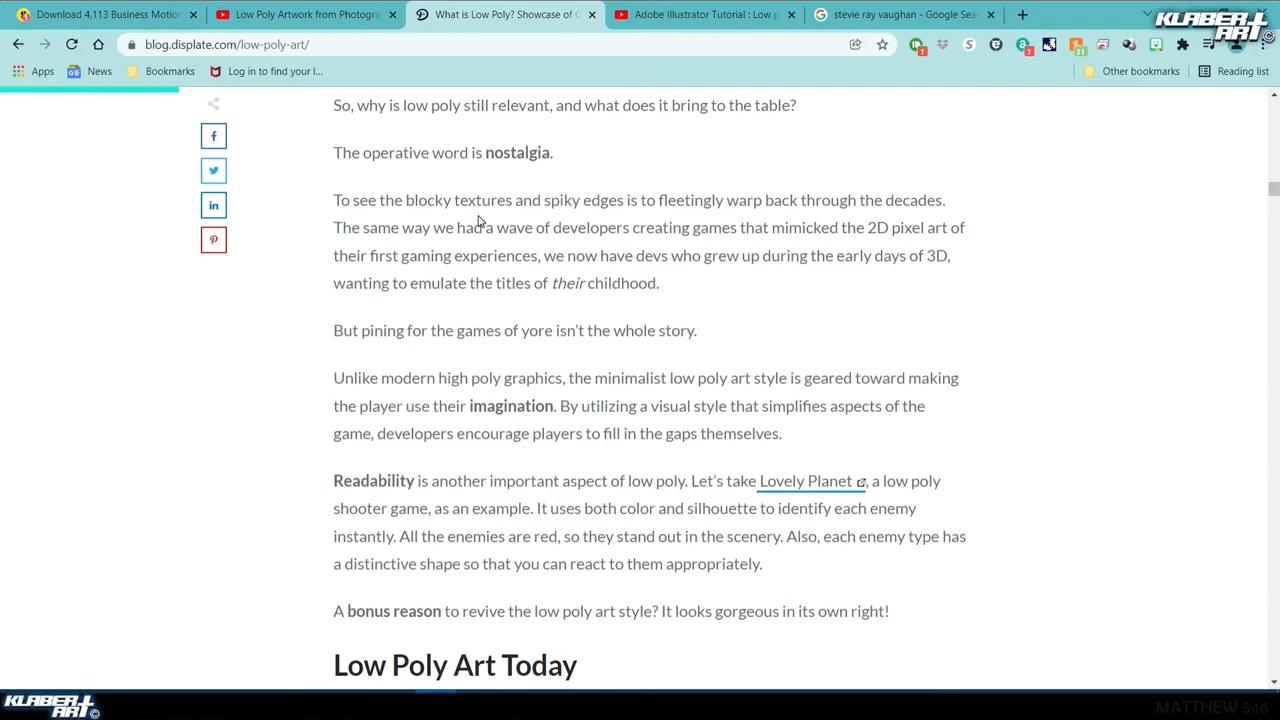 Download 4,113 Business Motion
Low Poly Artwork from Photogra
What is Low Poly? Showcase of G
Adobe Illustrator Tutorial : Low p
stevie ray vaughan - Google Sea
KLABERT ART
blog.displate.com/low-poly-art/
Apps
News
Bookmarks
Log in to find your l...
Other bookmarks
Reading list
So, why is low poly still relevant, and what does it bring to the table?
The operative word is nostalgia.
To see the blocky textures and spiky edges is to fleetingly warp back through the decades.
The same way we had a wave of developers creating games that mimicked the 2D pixel art of
their first gaming experiences, we now have devs who grew up during the early days of 3D,
wanting to emulate the titles of their childhood.
But pining for the games of yore isn't the whole story.
Unlike modern high poly graphics, the minimalist low poly art style is geared toward making
the player use their imagination. By utilizing a visual style that simplifies aspects of the
game, developers encourage players to fill in the gaps themselves.
Readability is another important aspect of low poly. Let's take Lovely Planet , a low poly
shooter game, as an example. It uses both color and silhouette to identify each enemy
instantly. All the enemies are red, so they stand out in the scenery. Also, each enemy type has
a distinctive shape so that you can react to them appropriately.
A bonus reason to revive the low poly art style? It looks gorgeous in its own right!
Low Poly Art Today
KLABERT ART
MATTHEW 5:16